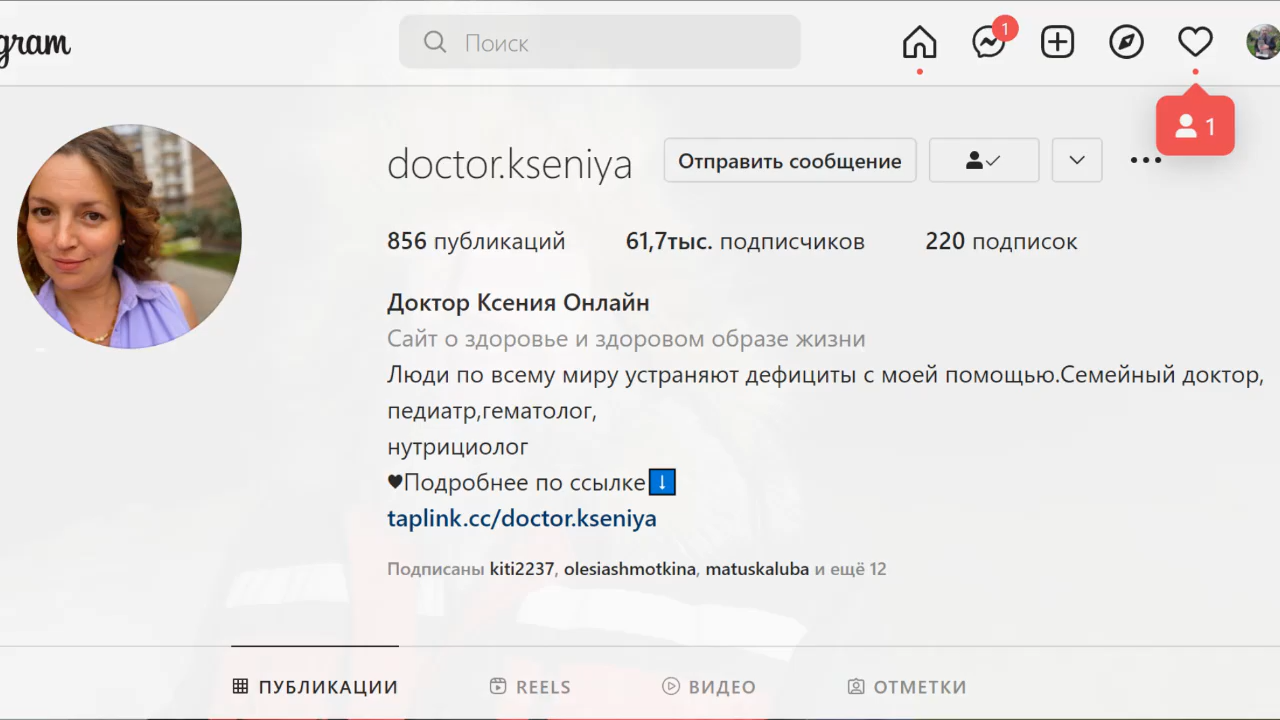 gram
Поиск
1
1
doctor.kseniya
Отправить сообщение
856 публикаций
61,7тыс. подписчиков
220 подписок
Доктор Ксения Онлайн
Сайт о здоровье и здоровом образе жизни
Люди по всему миру устраняют дефициты с моей помощью.Семейный доктор,
педиатр,гематолог,
нутрициолог
♥Подробнее по ссылке⬇
taplink.cc/doctor.kseniya
Подписаны kiti2237, olesiashmotkina, matuskaluba и ещё 12
ПУБЛИКАЦИИ
REELS
ВИДЕО
ОТМЕТКИ